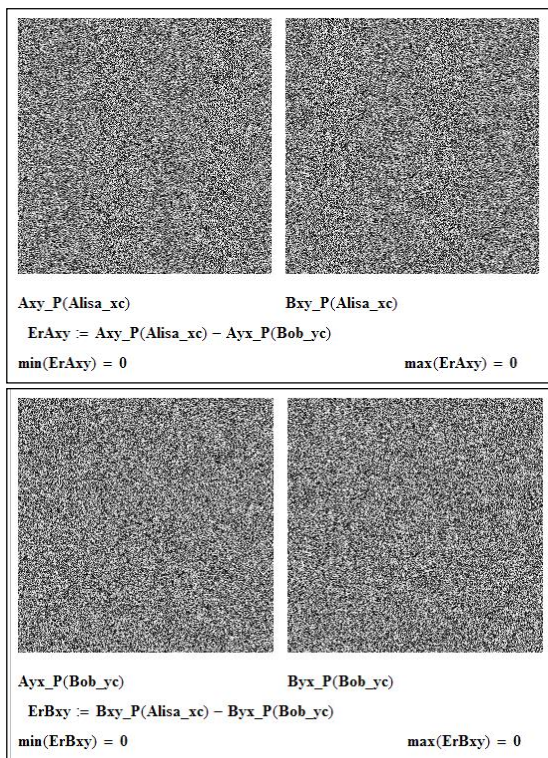 Axy_P(Alisa_xc) Bxy_P(Alisa_xc)
ErAxy := Axy_P(Alisa_xc) − Ayx_P(Bob_yc)
min(ErAxy) = 0 max(ErAxy) = 0
Ayx_P(Bob_yc) Byx_P(Bob_yc)
ErBxy := Bxy_P(Alisa_xc) − Byx_P(Bob_yc)
min(ErBxy) = 0 max(ErBxy) = 0